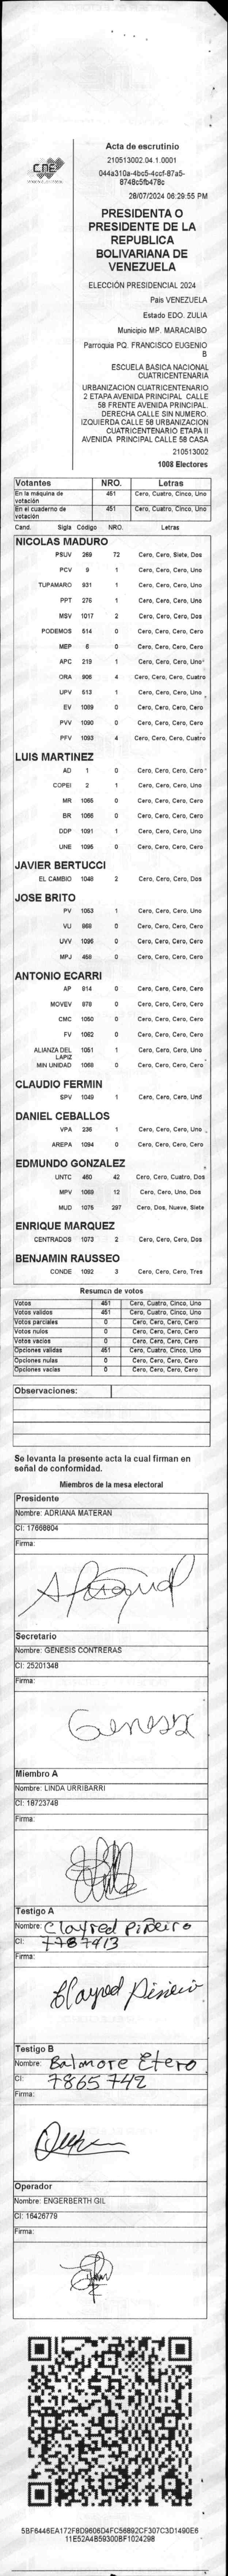 CNE
Acta de escrutinio
210513002.04.1.0001
044a310a-4bc5-4ccf-87a5-
8748c5fb478c
28/07/2024 06:29:55 PM
PRESIDENTA O
PRESIDENTE DE LA
REPUBLICA
BOLIVARIANA DE
VENEZUELA
ELECCIÓN PRESIDENCIAL 2024
País VENEZUELA
Estado EDO. ZULIA
Municipio MP. MARACAIBO
Parroquia PQ. FRANCISCO EUGENIO
B
ESCUELA BASICA NACIONAL
CUATRICENTENARIA
URBANIZACION CUATRICENTENARIO
2 ETAPA AVENIDA PRINCIPAL CALLE
58 FRENTE AVENIDA PRINCIPAL.
DERECHA CALLE SIN NUMERO.
IZQUIERDA CALLE 58 URBANIZACION
CUATRICENTENARIO ETAPA II
AVENIDA PRINCIPAL CALLE 58 CASA
210513002
1008 Electores
Votantes NRO. Letras
En la máquina de votación 451 Cero, Cuatro, Cinco, Uno
En el cuaderno de votación 451 Cero, Cuatro, Cinco, Uno
Cand. Sigla Código NRO. Letras
NICOLAS MADURO
PSUV 269 72 Cero, Cero, Siete, Dos
PCV 9 1 Cero, Cero, Cero, Uno
TUPAMARO 931 1 Cero, Cero, Cero, Uno
PPT 276 1 Cero, Cero, Cero, Uno
MSV 1017 2 Cero, Cero, Cero, Dos
PODEMOS 514 0 Cero, Cero, Cero, Cero
MEP 6 0 Cero, Cero, Cero, Cero
APC 219 1 Cero, Cero, Cero, Uno
ORA 906 4 Cero, Cero, Cero, Cuatro
UPV 513 1 Cero, Cero, Cero, Uno
EV 1089 0 Cero, Cero, Cero, Cero
PVV 1090 0 Cero, Cero, Cero, Cero
PFV 1093 4 Cero, Cero, Cero, Cuatro
LUIS MARTINEZ
AD 1 0 Cero, Cero, Cero, Cero
COPEI 2 1 Cero, Cero, Cero, Uno
MR 1065 0 Cero, Cero, Cero, Cero
BR 1066 0 Cero, Cero, Cero, Cero
DDP 1091 1 Cero, Cero, Cero, Uno
UNE 1095 0 Cero, Cero, Cero, Cero
JAVIER BERTUCCI
EL CAMBIO 1046 2 Cero, Cero, Cero, Dos
JOSE BRITO
PV 1053 1 Cero, Cero, Cero, Uno
VU 868 0 Cero, Cero, Cero, Cero
UVV 1096 0 Cero, Cero, Cero, Cero
MPJ 458 0 Cero, Cero, Cero, Cero
ANTONIO ECARRI
AP 814 0 Cero, Cero, Cero, Cero
MOVEV 878 0 Cero, Cero, Cero, Cero
CMC 1050 0 Cero, Cero, Cero, Cero
FV 1062 0 Cero, Cero, Cero, Cero
ALIANZA DEL LAPIZ 1051 1 Cero, Cero, Cero, Uno
MIN UNIDAD 1068 0 Cero, Cero, Cero, Cero
CLAUDIO FERMIN
SPV 1049 1 Cero, Cero, Cero, Uno
DANIEL CEBALLOS
VPA 236 1 Cero, Cero, Cero, Uno
AREPA 1094 0 Cero, Cero, Cero, Cero
EDMUNDO GONZALEZ
UNTC 460 42 Cero, Cero, Cuatro, Dos
MPV 1069 12 Cero, Cero, Uno, Dos
MUD 1075 297 Cero, Dos, Nueve, Siete
ENRIQUE MARQUEZ
CENTRADOS 1073 2 Cero, Cero, Cero, Dos
BENJAMIN RAUSSEO
CONDE 1092 3 Cero, Cero, Cero, Tres
Resumen de votos
Votos 451 Cero, Cuatro, Cinco, Uno
Votos validos 451 Cero, Cuatro, Cinco, Uno
Votos parciales 0 Cero, Cero, Cero, Cero
Votos nulos 0 Cero, Cero, Cero, Cero
Votos vacios 0 Cero, Cero, Cero, Cero
Opciones validas 451 Cero, Cuatro, Cinco, Uno
Opciones nulas 0 Cero, Cero, Cero, Cero
Opciones vacias 0 Cero, Cero, Cero, Cero
Observaciones:
Se levanta la presente acta la cual firman en
señal de conformidad.
Miembros de la mesa electoral
Presidente
Nombre: ADRIANA MATERAN
CI: 17668804
Firma:
Secretario
Nombre: GENESIS CONTRERAS
CI: 25201348
Firma:
Genesis
Miembro A
Nombre: LINDA URRIBARRI
CI: 18723748
Firma:
Testigo A
Nombre: Clayred Piñeiro
CI: 7787413
Firma:
Clayred Piñeiro
Testigo B
Nombre: Balmore Etero
CI: 7865742
Firma:
Operador
Nombre: ENGERBERTH GIL
CI: 16426779
Firma:
5BF6446EA172F8D9606D4FC56892CF307C3D1490E6
11E52A4B59300BF1024298